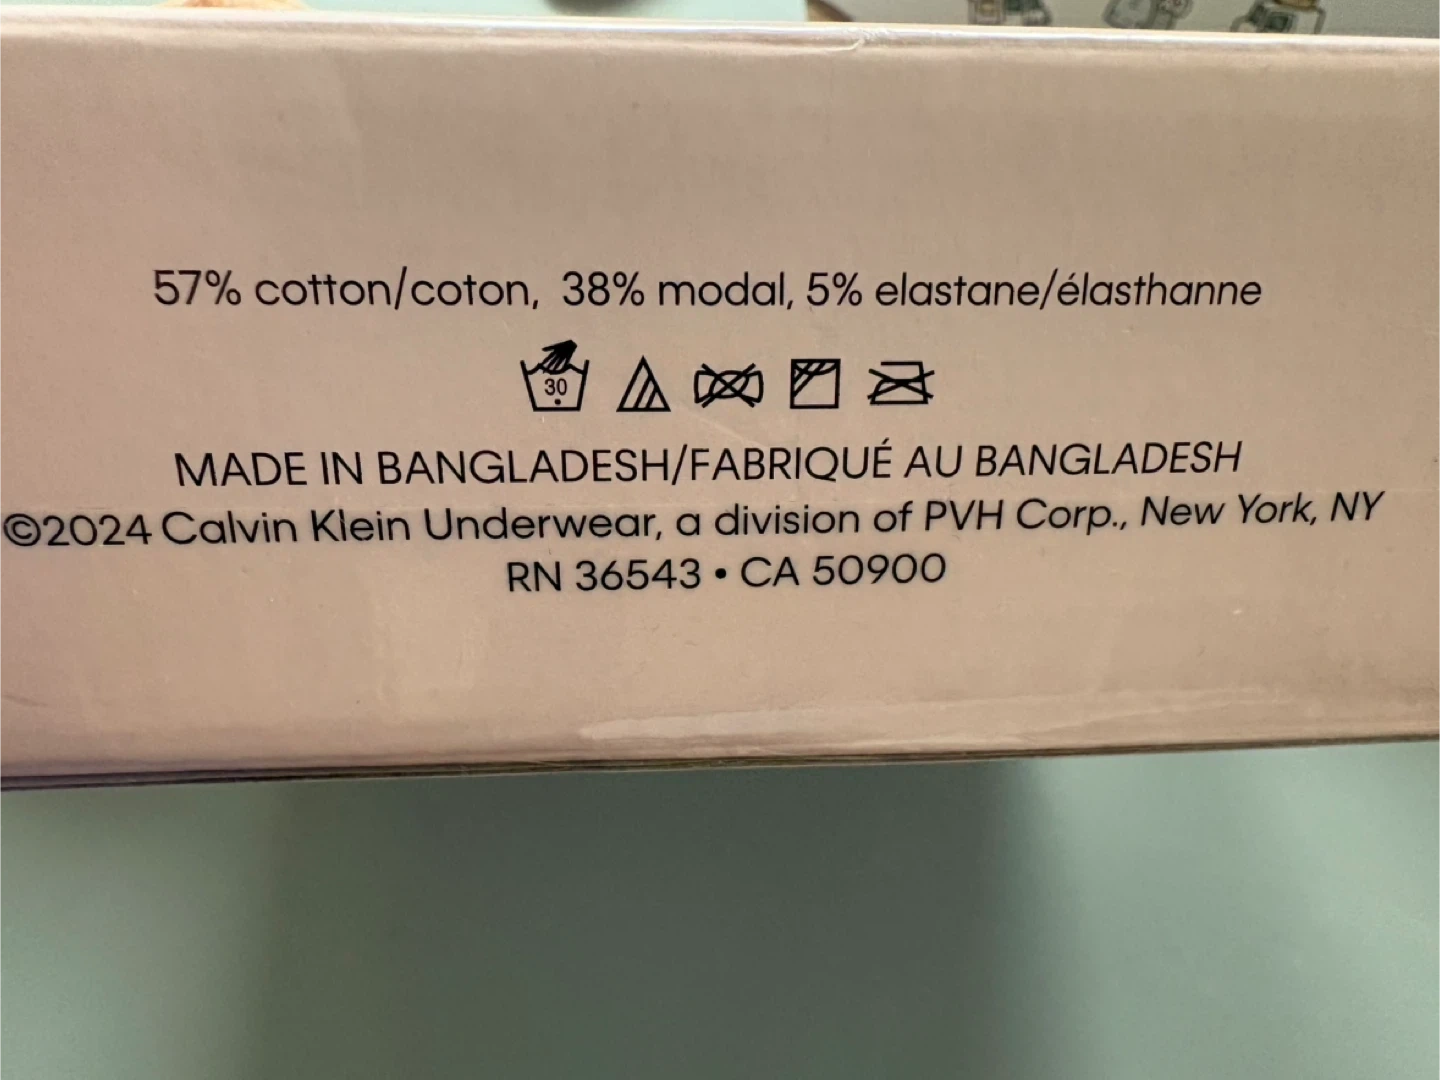 57% cotton/coton, 38% modal, 5% elastane/élasthanne
30
MADE IN BANGLADESH/FABRIQUÉ AU BANGLADESH
©2024 Calvin Klein Underwear, a division of PVH Corp., New York, NY
RN 36543 • CA 50900